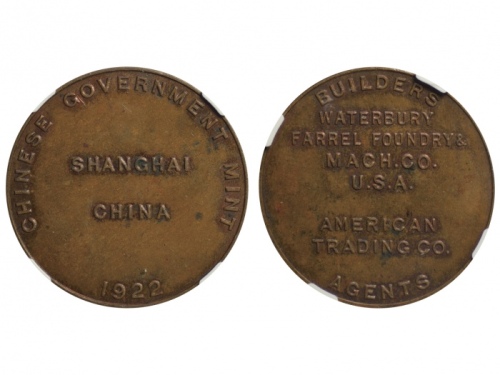 CHINESE GOVERNMENT MINT
SHANGHAI
CHINA
1922
BUILDERS
WATERBURY
FARREL FOUNDRY &
MACH. CO.
U.S.A.
AMERICAN
TRADING CO.
AGENTS